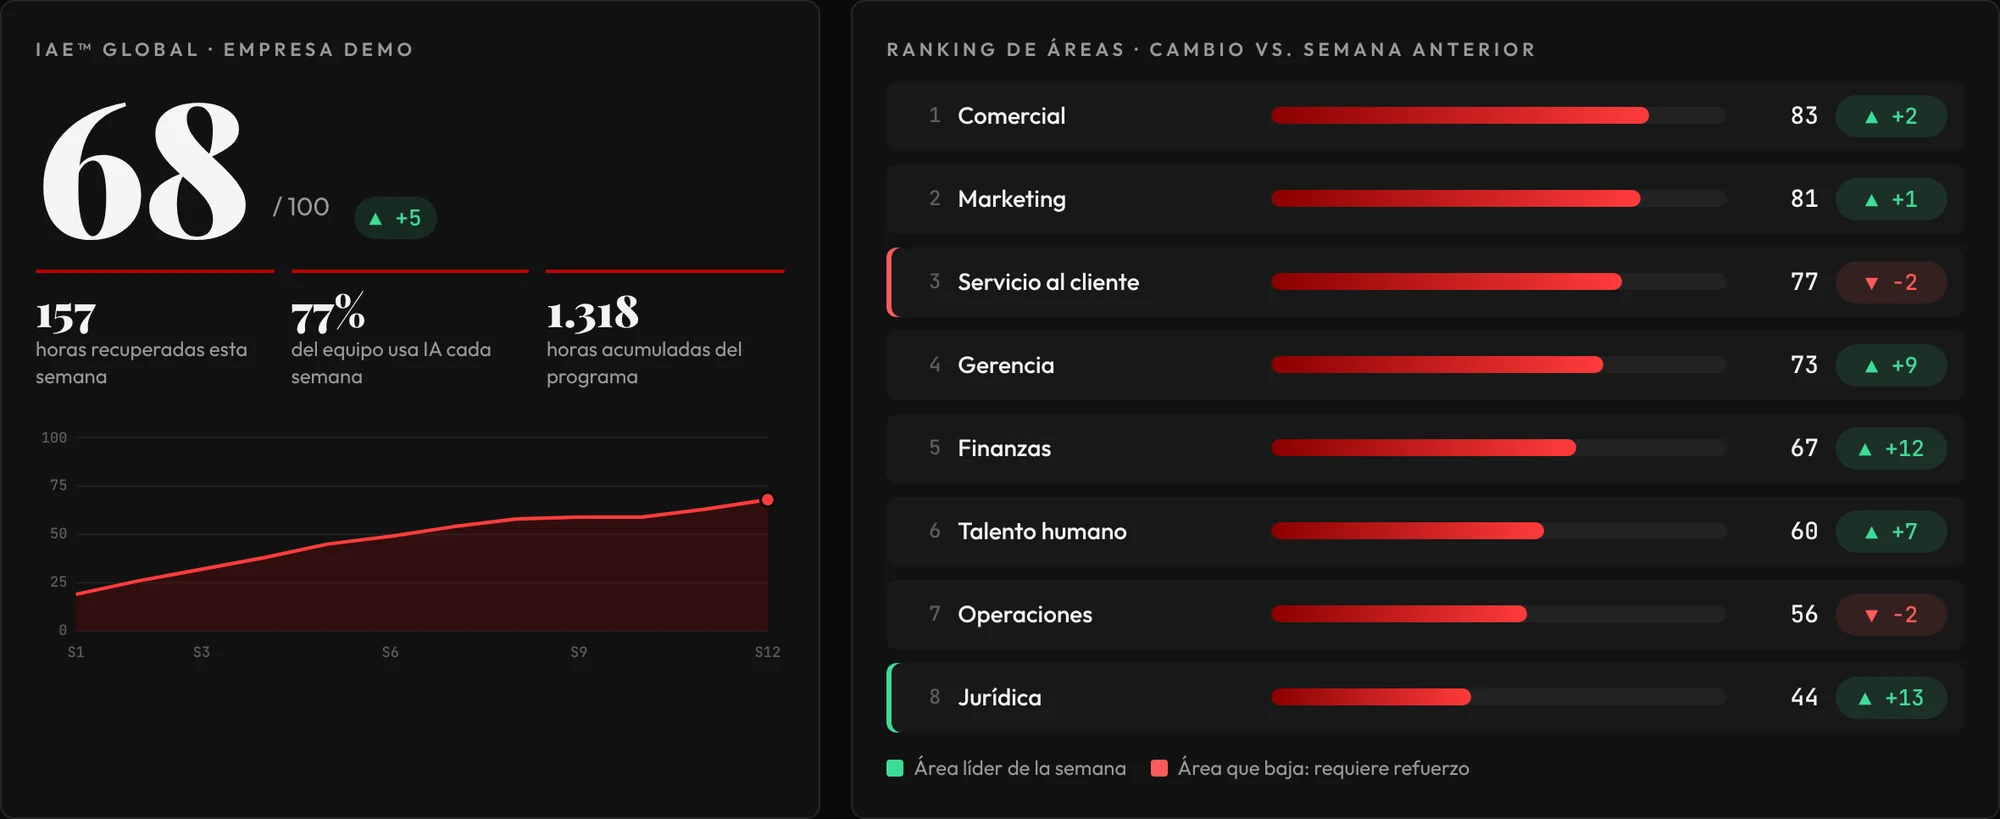 IAE™ GLOBAL · EMPRESA DEMO
68 / 100 ▲ +5
157
horas recuperadas esta
semana
77%
del equipo usa IA cada
semana
1.318
horas acumuladas del
programa
100
75
50
25
0
S1 S3 S6 S9 S12
RANKING DE ÁREAS · CAMBIO VS. SEMANA ANTERIOR
1 Comercial 83 ▲ +2
2 Marketing 81 ▲ +1
3 Servicio al cliente 77 ▼ -2
4 Gerencia 73 ▲ +9
5 Finanzas 67 ▲ +12
6 Talento humano 60 ▲ +7
7 Operaciones 56 ▼ -2
8 Jurídica 44 ▲ +13
Área líder de la semana Área que baja: requiere refuerzo